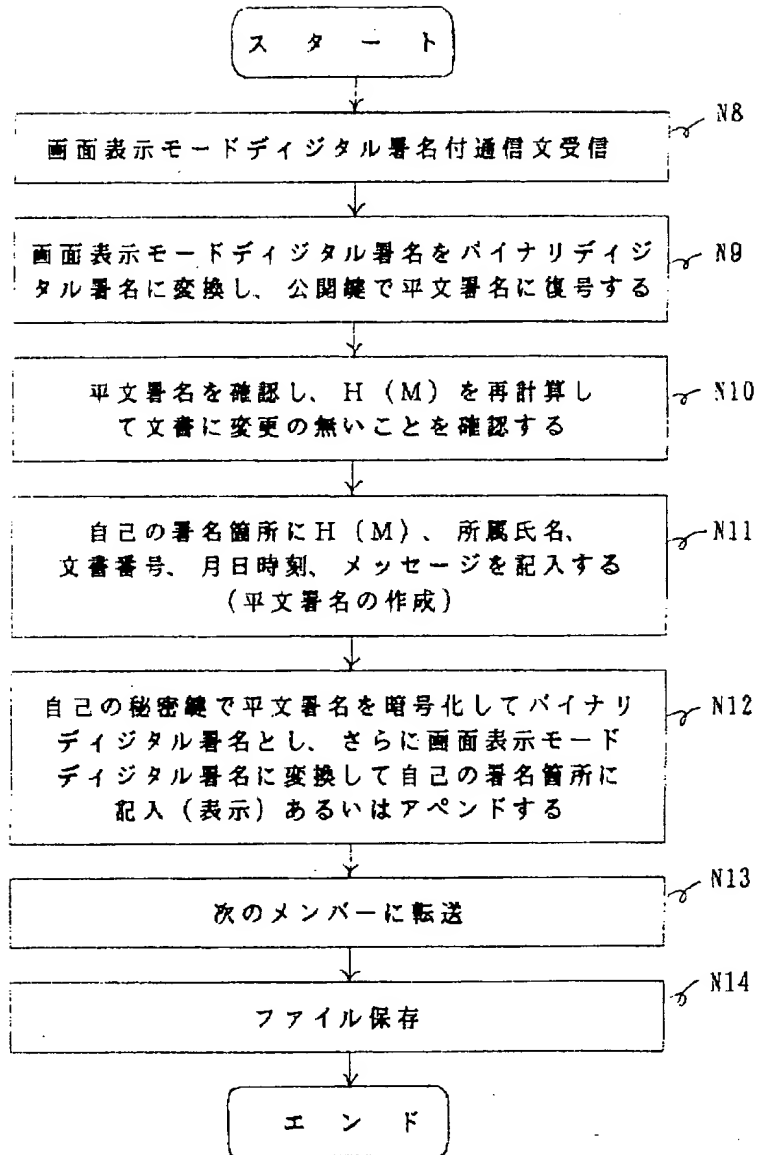 スタート
N8
画面表示モードディジタル署名付通信文受信
N9
画面表示モードディジタル署名をバイナリディジ
タル署名に変換し、公開鍵で平文署名に復号する
N10
平文署名を確認し、H(M)を再計算し
て文書に変更の無いことを確認する
N11
自己の署名箇所にH(M)、所属氏名、
文書番号、月日時刻、メッセージを記入する
(平文署名の作成)
N12
自己の秘密鍵で平文署名を暗号化してバイナリ
ディジタル署名とし、さらに画面表示モード
ディジタル署名に変換して自己の署名箇所に
記入(表示)あるいはアペンドする
N13
次のメンバーに転送
N14
ファイル保存
エンド